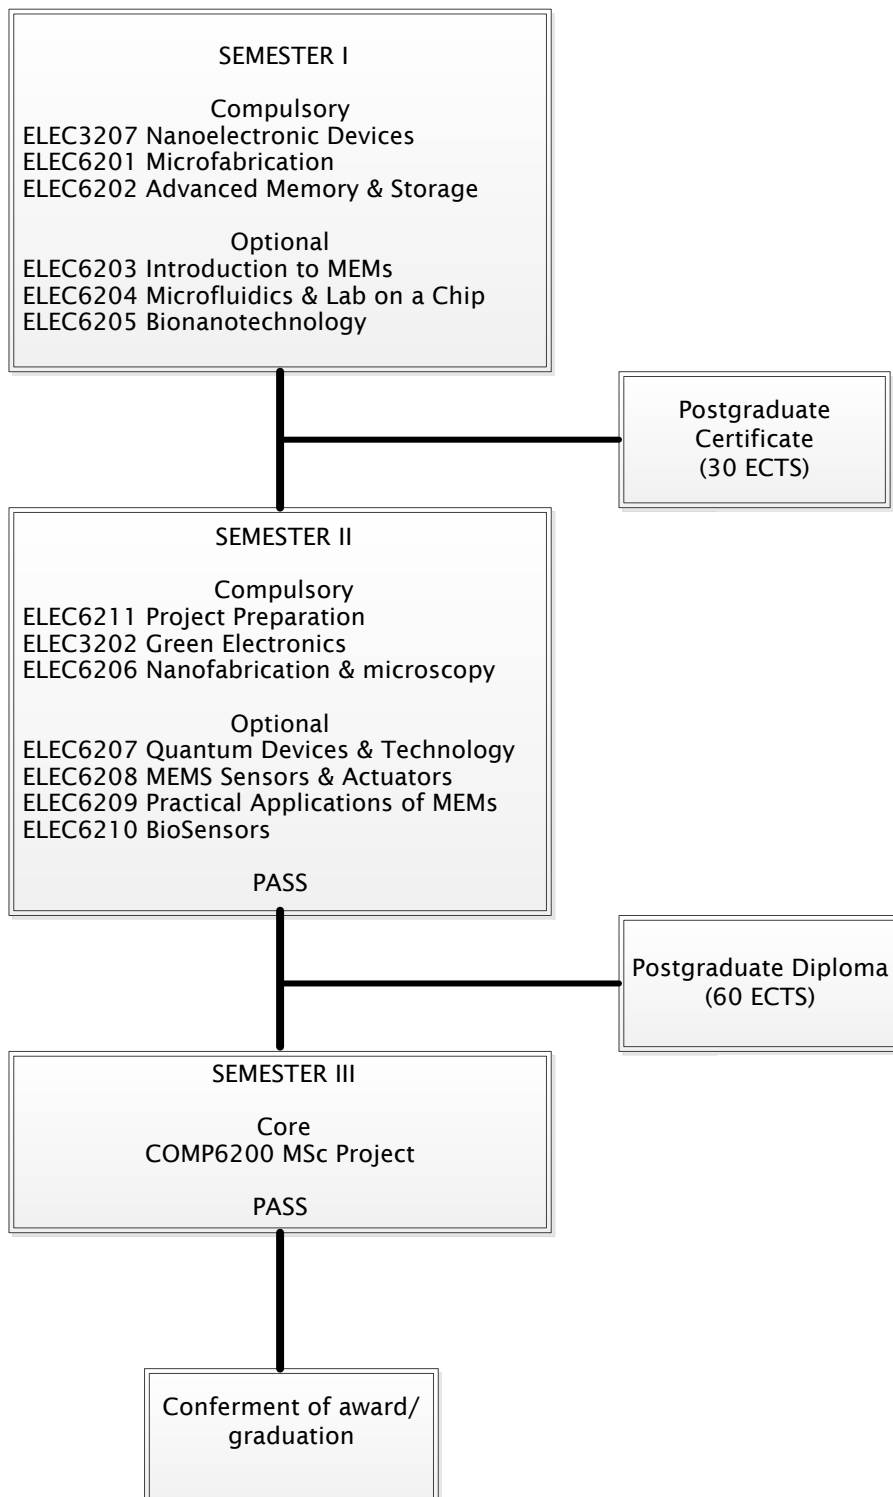 SEMESTER I
Compulsory
ELEC3207 Nanoelectronic Devices
ELEC6201 Microfabrication
ELEC6202 Advanced Memory & Storage
Optional
ELEC6203 Introduction to MEMs
ELEC6204 Microfluidics & Lab on a Chip
ELEC6205 Bionanotechnology
Postgraduate
Certificate
(30 ECTS)
SEMESTER II
Compulsory
ELEC6211 Project Preparation
ELEC3202 Green Electronics
ELEC6206 Nanofabrication & microscopy
Optional
ELEC6207 Quantum Devices & Technology
ELEC6208 MEMS Sensors & Actuators
ELEC6209 Practical Applications of MEMs
ELEC6210 BioSensors
PASS
Postgraduate Diploma
(60 ECTS)
SEMESTER III
Core
COMP6200 MSc Project
PASS
Conferment of award/
graduation